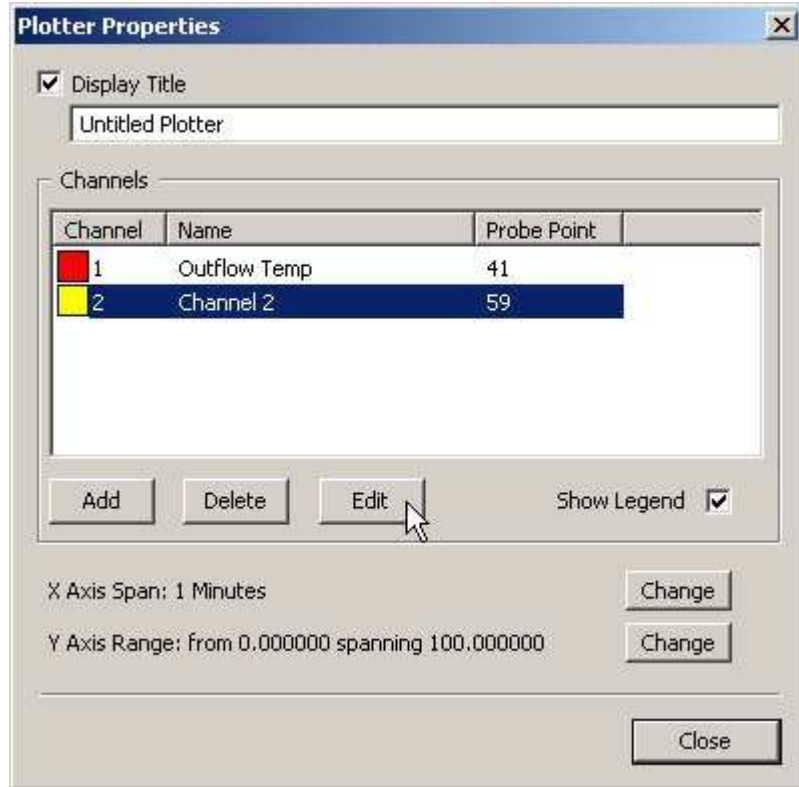 Plotter Properties
Display Title
Untitled Plotter
Channels
Channel Name Probe Point
1 Outflow Temp 41
2 Channel 2 59
Add Delete Edit Show Legend
X Axis Span: 1 Minutes Change
Y Axis Range: from 0.000000 spanning 100.000000 Change
Close